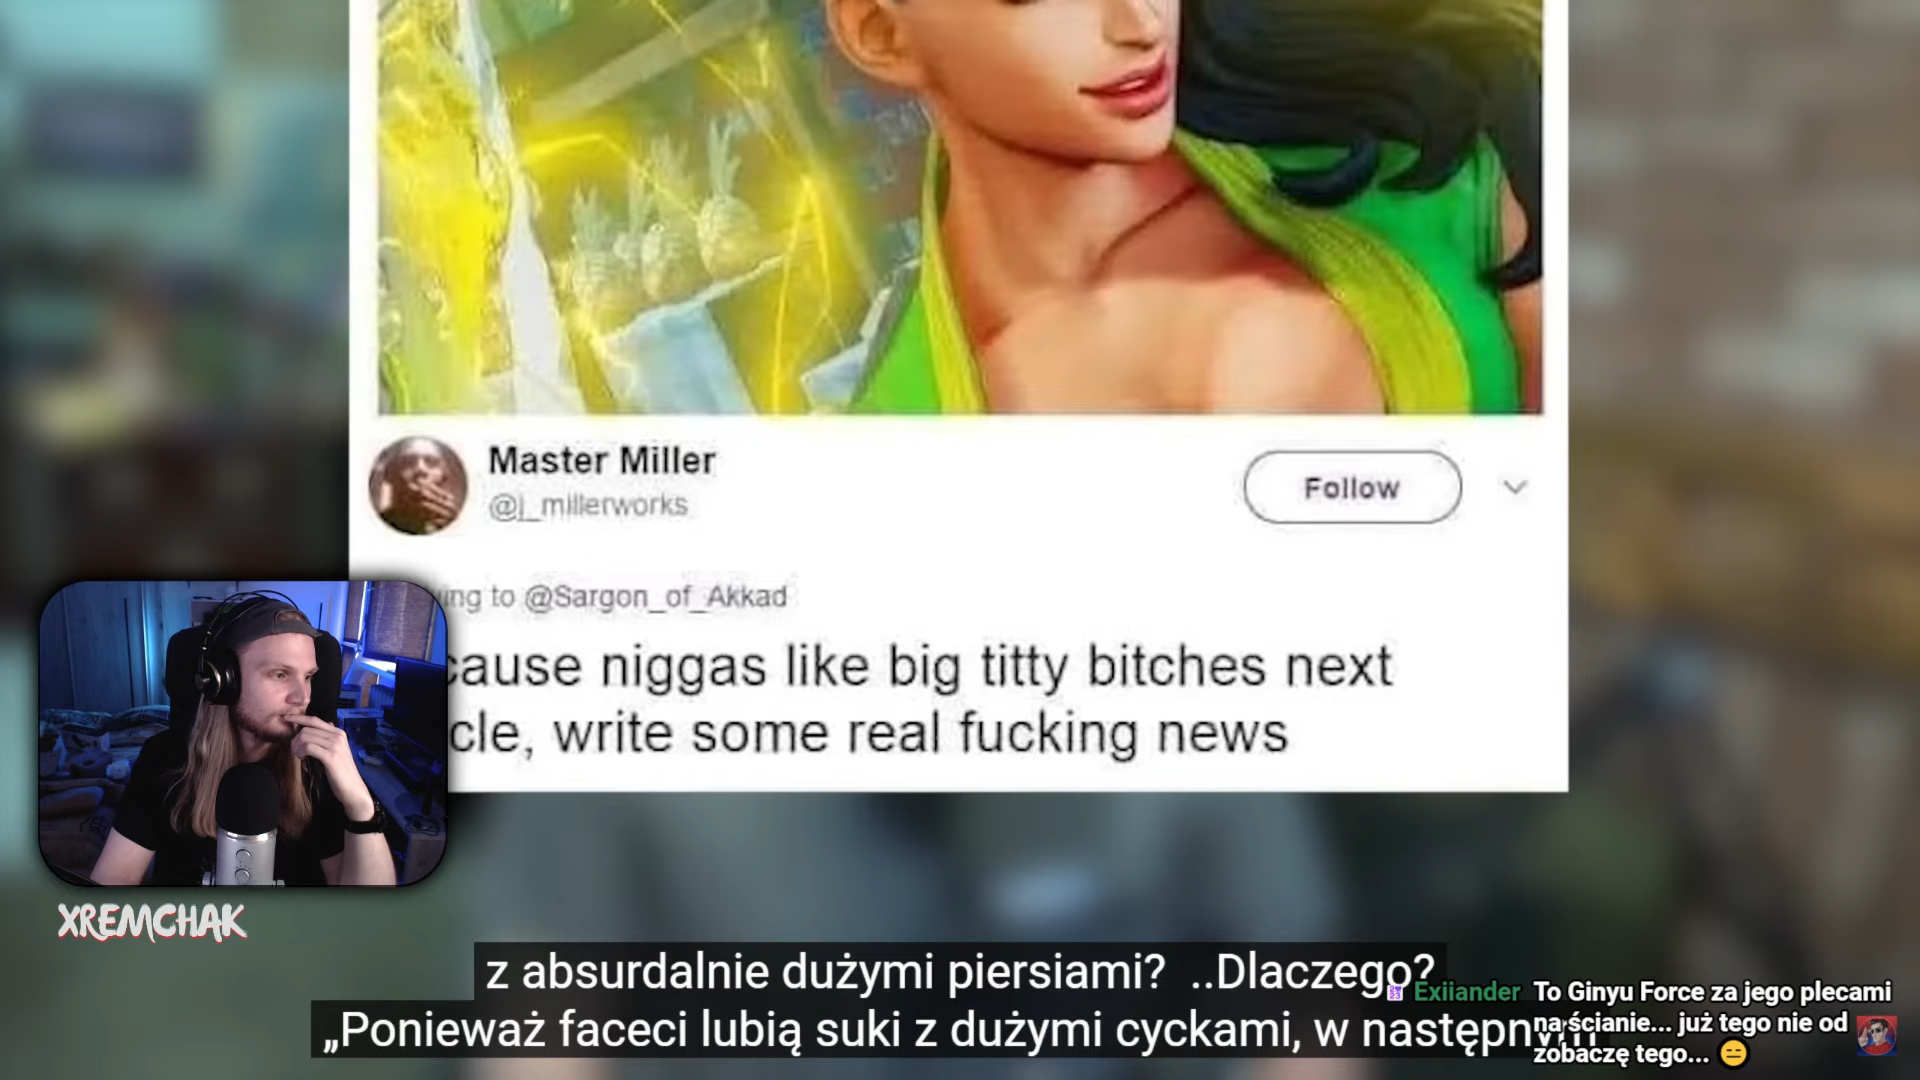 Master Miller
@j_millerworks
Follow
ing to @Sargon_of_Akkad
cause niggas like big titty bitches next
cle, write some real fucking news
XREMCHAK
z absurdalnie dużymi piersiami? ..Dlaczego?
„Ponieważ faceci lubią suki z dużymi cyckami, w następnym
Exiiander To Ginyu Force za jego plecami
na ścianie... już tego nie od
zobaczę tego... 😑